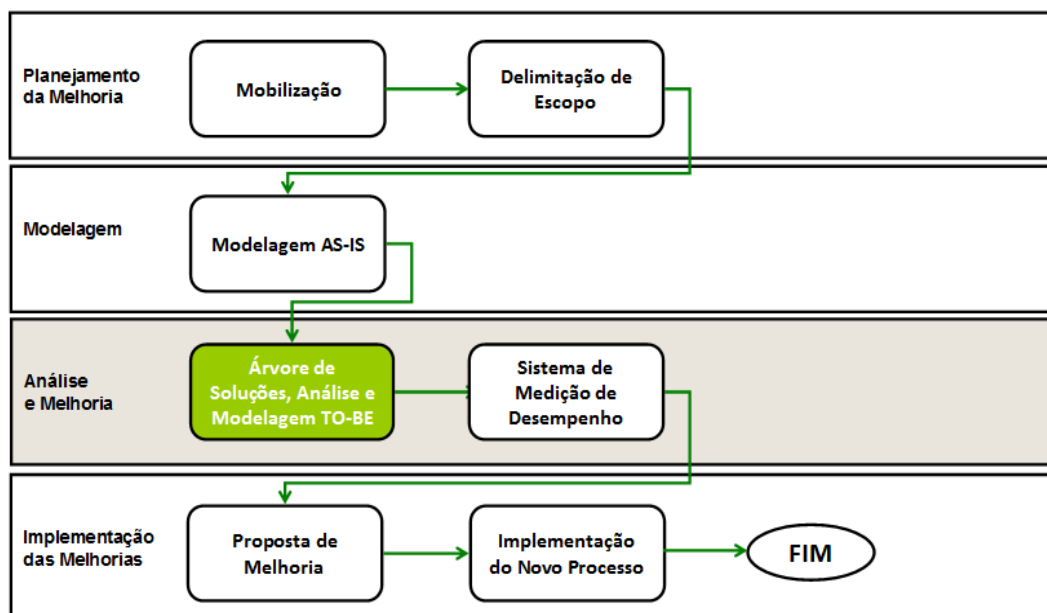 Planejamento
da Melhoria
Mobilização
Delimitação de
Escopo
Modelagem
Modelagem AS-IS
Análise
e Melhoria
Árvore de
Soluções, Análise e
Modelagem TO-BE
Sistema de
Medição de
Desempenho
Implementação
das Melhorias
Proposta de
Melhoria
Implementação
do Novo Processo
FIM